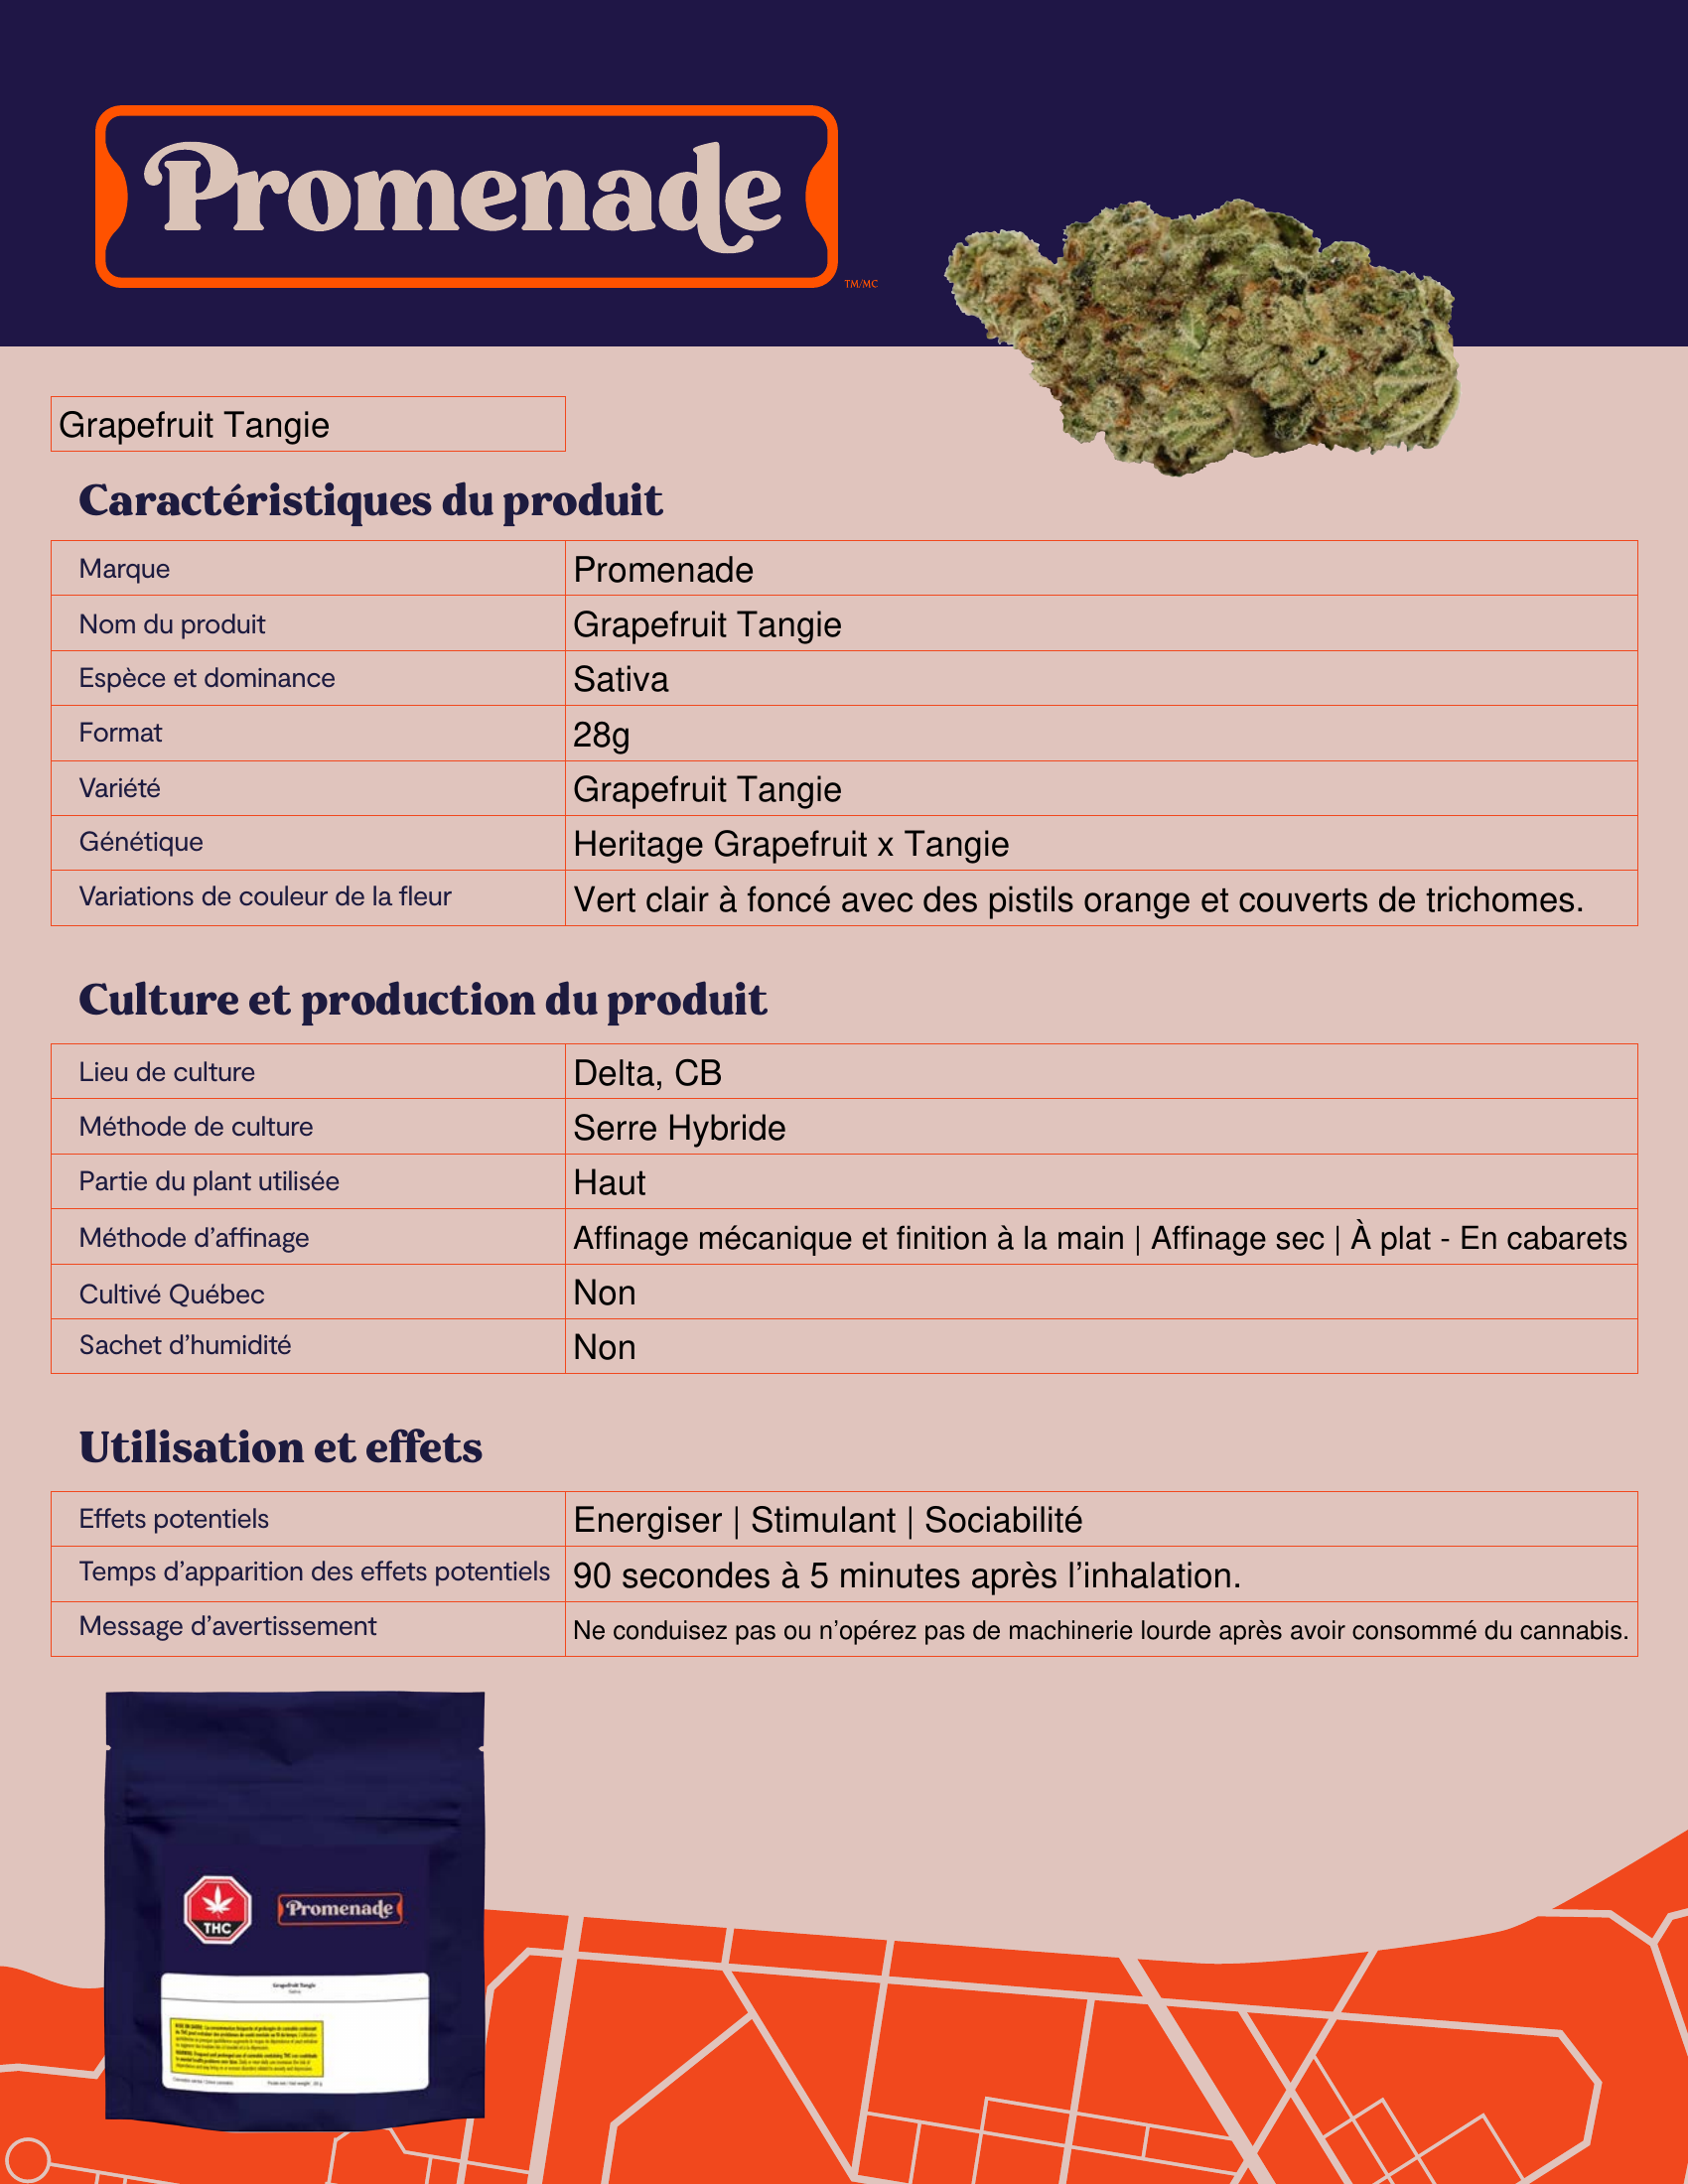 Promenade
TM/MC
Grapefruit Tangie
Caractéristiques du produit
Marque Promenade
Nom du produit Grapefruit Tangie
Espèce et dominance Sativa
Format 28g
Variété Grapefruit Tangie
Génétique Heritage Grapefruit x Tangie
Variations de couleur de la fleur Vert clair à foncé avec des pistils orange et couverts de trichomes.
Culture et production du produit
Lieu de culture Delta, CB
Méthode de culture Serre Hybride
Partie du plant utilisée Haut
Méthode d’affinage Affinage mécanique et finition à la main | Affinage sec | À plat - En cabarets
Cultivé Québec Non
Sachet d’humidité Non
Utilisation et effets
Effets potentiels Energiser | Stimulant | Sociabilité
Temps d’apparition des effets potentiels 90 secondes à 5 minutes après l’inhalation.
Message d’avertissement Ne conduisez pas ou n’opérez pas de machinerie lourde après avoir consommé du cannabis.
THC
Promenade
Grapefruit Tangie
Sativa